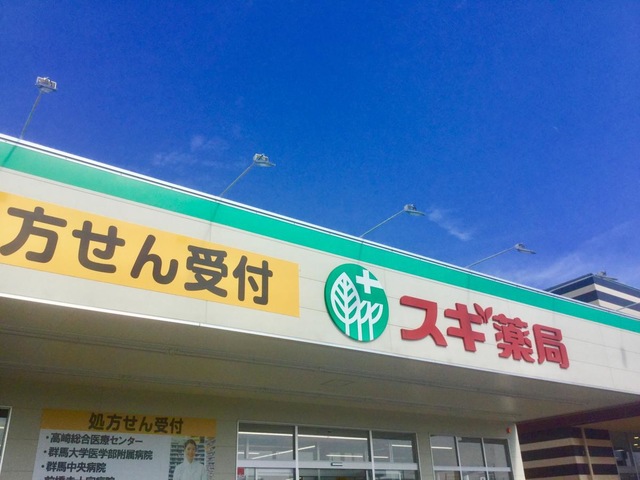 方せん受付
スギ薬局
処方せん受付
・高崎総合医療センター
・群馬大学医学部附属病院
・群馬中央病院